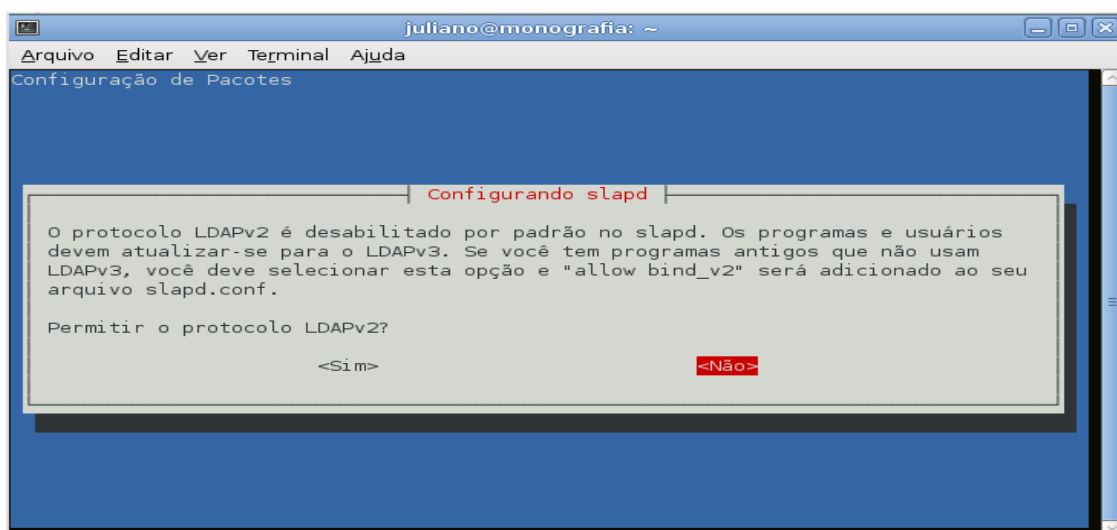 juliano@monografia: ~
Arquivo Editar Ver Terminal Ajuda
Configuração de Pacotes
Configurando slapd
O protocolo LDAPv2 é desabilitado por padrão no slapd. Os programas e usuários
devem atualizar-se para o LDAPv3. Se você tem programas antigos que não usam
LDAPv3, você deve selecionar esta opção e "allow bind_v2" será adicionado ao seu
arquivo slapd.conf.
Permitir o protocolo LDAPv2?
<Sim> <Não>